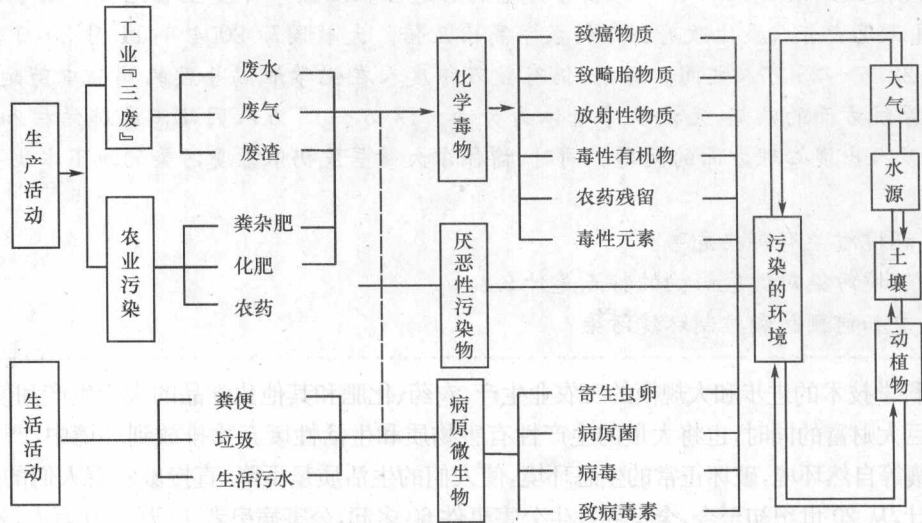 生产活动
工业『三废』
废水
废气
废渣
农业污染
粪杂肥
化肥
农药
生活活动
粪便
垃圾
生活污水
化学毒物
致癌物质
致畸胎物质
放射性物质
毒性有机物
农药残留
毒性元素
厌恶性污染物
病原微生物
寄生虫卵
病原菌
病毒
致病毒素
污染的环境
大气
水源
土壤
动植物